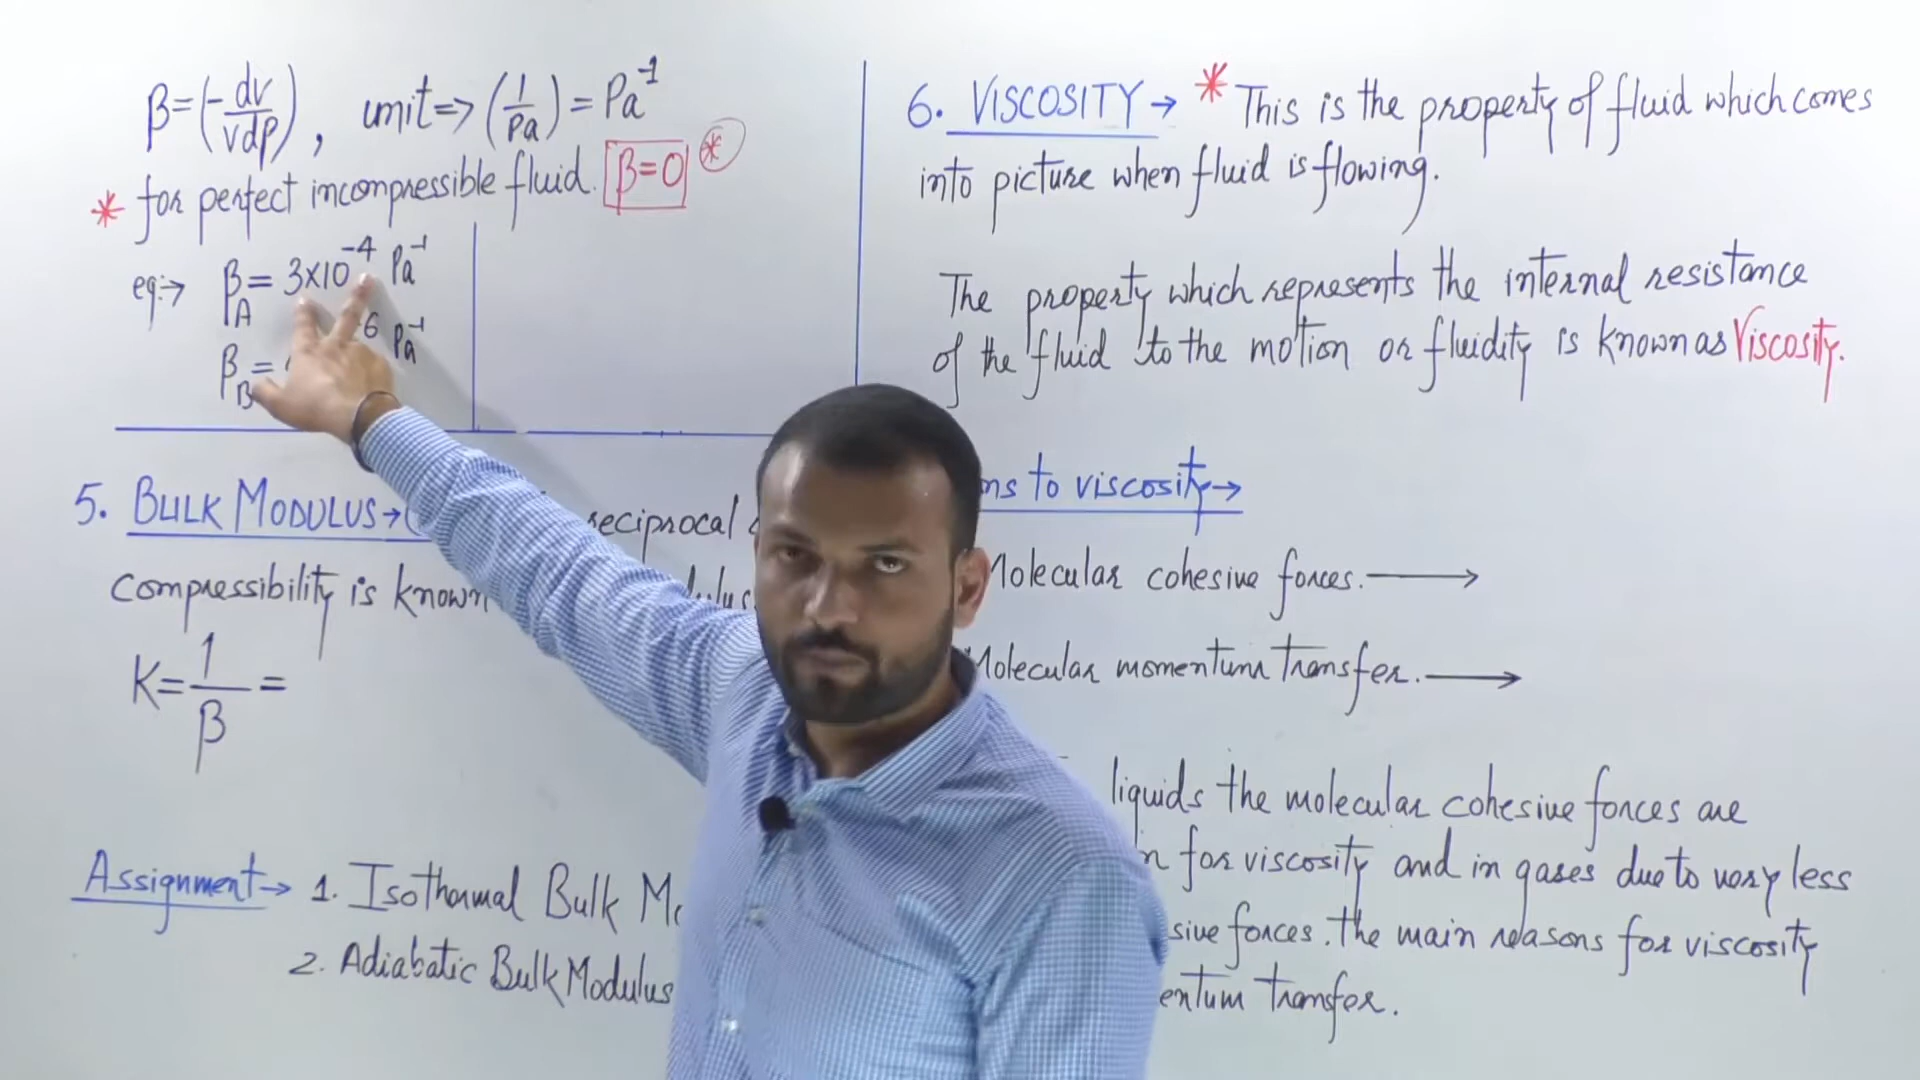 β=(-dv/vdp), unit⇒(1/Pa)=Pa⁻¹
* for perfect incompressible fluid. β=0 *
eg:→ β_A= 3×10⁻⁴ Pa⁻¹
β_B= ⁻⁶ Pa⁻¹
5. BULK MODULUS→ reciprocal
compressibility is known
K=1/β=
Assignment→ 1. Isothermal Bulk
2. Adiabatic Bulk Modulus
6. VISCOSITY→ * This is the property of fluid which comes
into picture when fluid is flowing.
The property which represents the internal resistance
of the fluid to the motion or fluidity is known as Viscosity.
to viscosity→
Molecular cohesive forces.→
Molecular momentum transfer.→
liquids the molecular cohesive forces are
for viscosity and in gases due to very less
forces. the main reasons for viscosity
transfer.